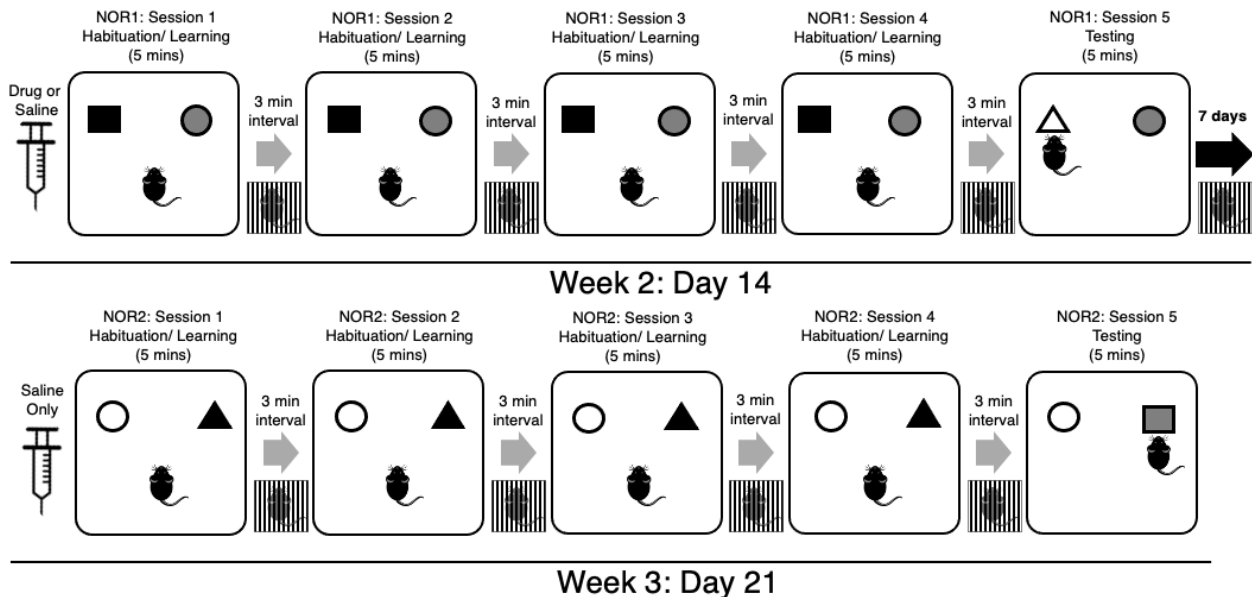 NOR1: Session 1
Habituation/ Learning
(5 mins)
NOR1: Session 2
Habituation/ Learning
(5 mins)
NOR1: Session 3
Habituation/ Learning
(5 mins)
NOR1: Session 4
Habituation/ Learning
(5 mins)
NOR1: Session 5
Testing
(5 mins)
Drug or
Saline
3 min
interval
3 min
interval
3 min
interval
3 min
interval
7 days
Week 2: Day 14
NOR2: Session 1
Habituation/ Learning
(5 mins)
NOR2: Session 2
Habituation/ Learning
(5 mins)
NOR2: Session 3
Habituation/ Learning
(5 mins)
NOR2: Session 4
Habituation/ Learning
(5 mins)
NOR2: Session 5
Testing
(5 mins)
Saline
Only
3 min
interval
3 min
interval
3 min
interval
3 min
interval
Week 3: Day 21